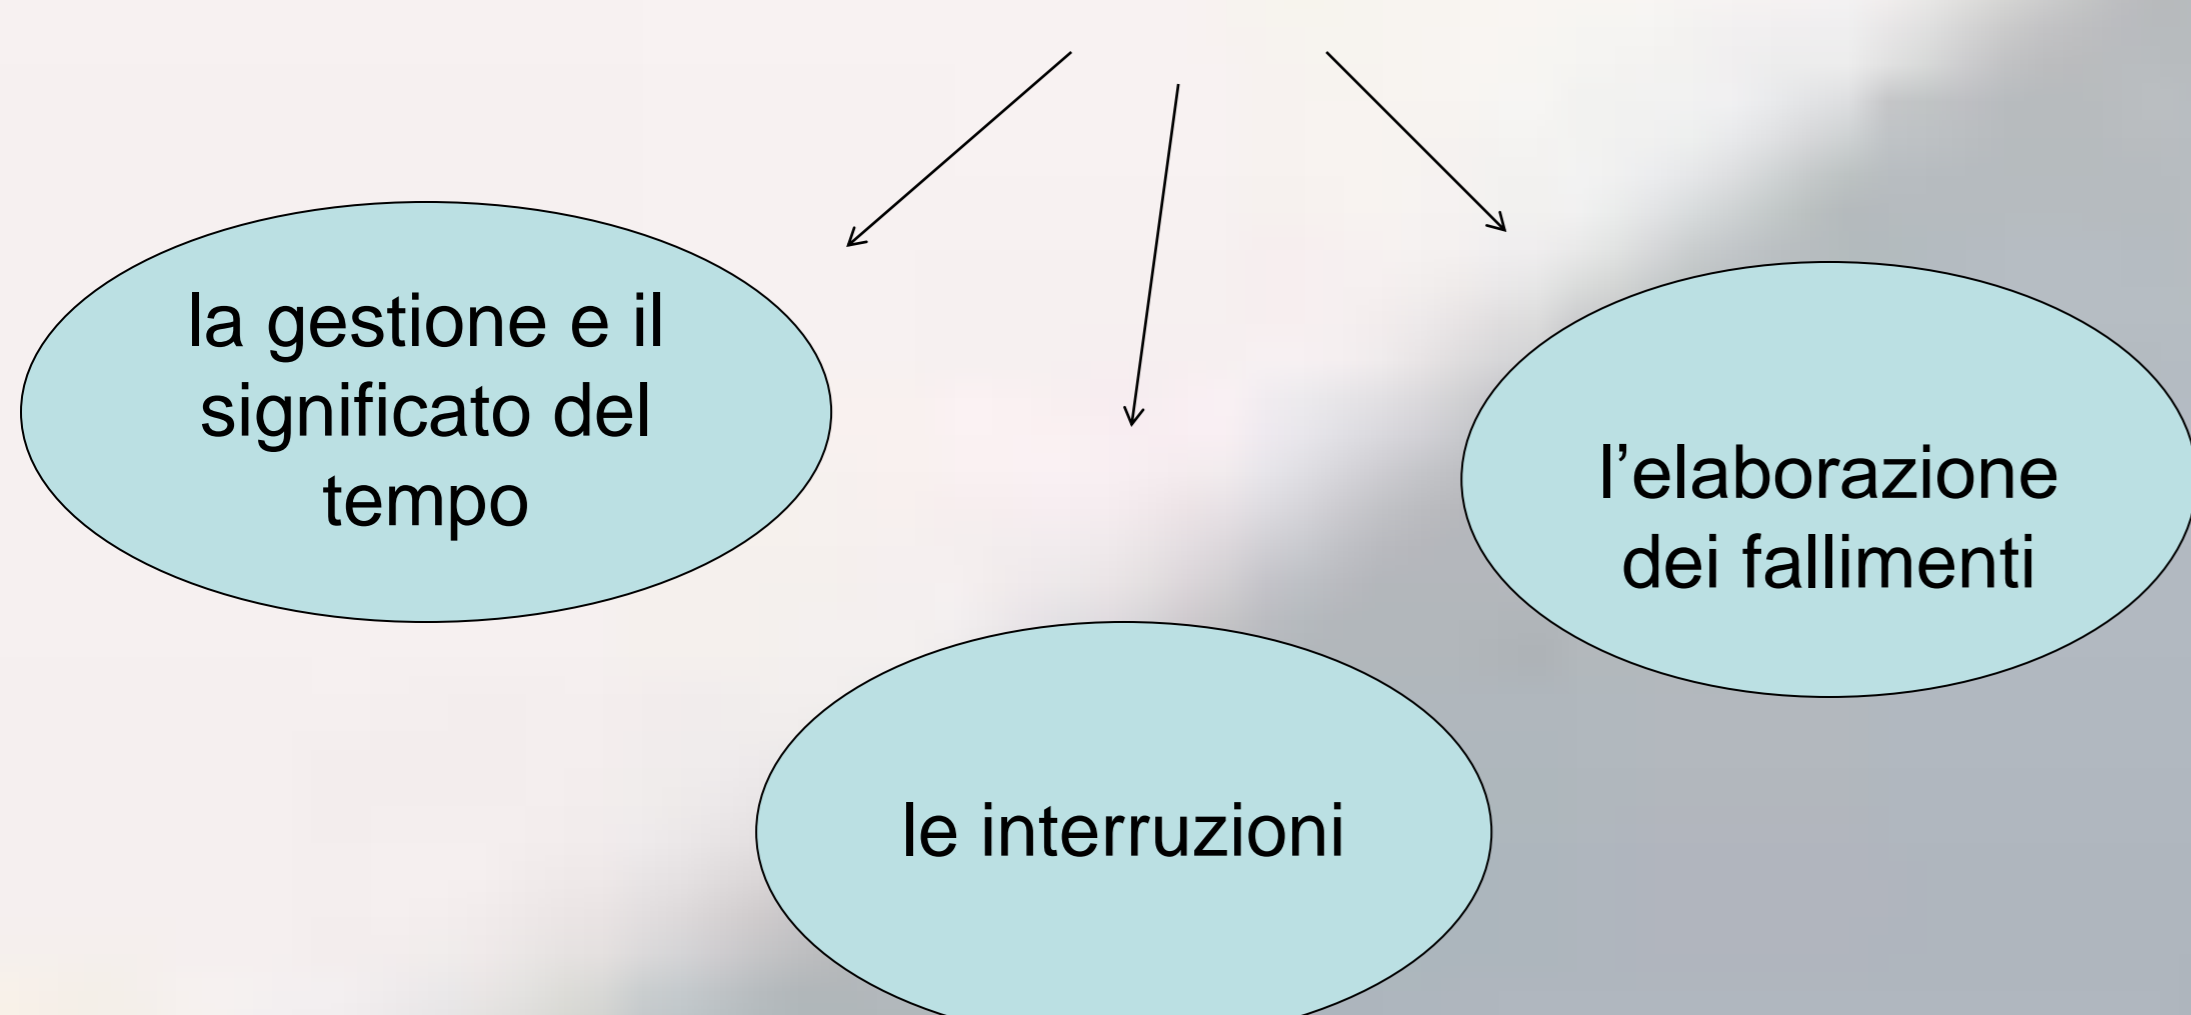 la gestione e il
significato del
tempo
l’elaborazione
dei fallimenti
le interruzioni